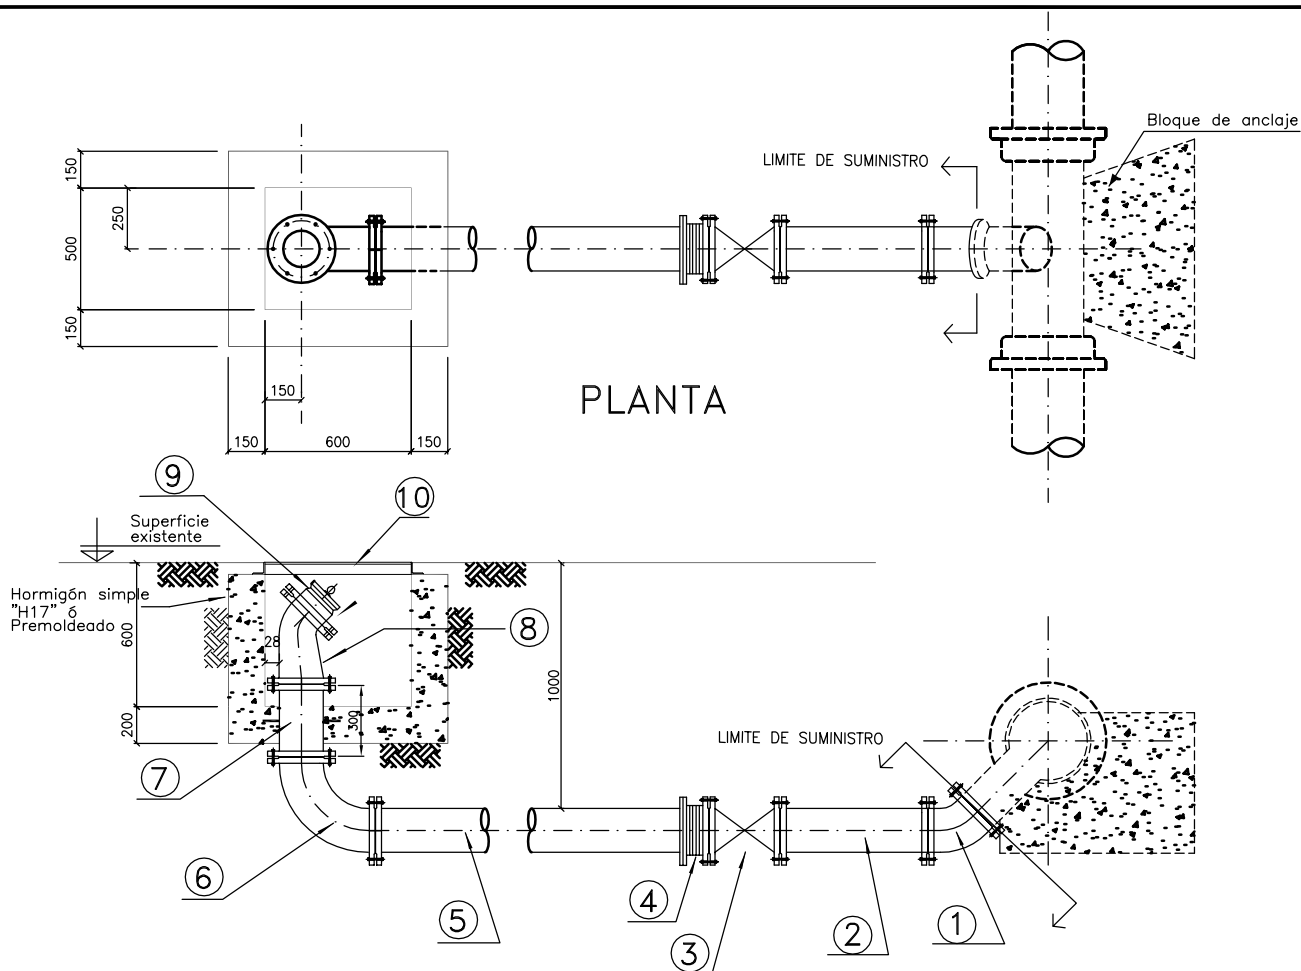 Bloque de anclaje
LIMITE DE SUMINISTRO
150
250
500
150
150
PLANTA
150
600
150
9
10
Superficie
existente
Hormigón simple
"H17" ó
Premoldeado
600
28
8
1000
200
300
LIMITE DE SUMINISTRO
7
6
5
4
3
2
1